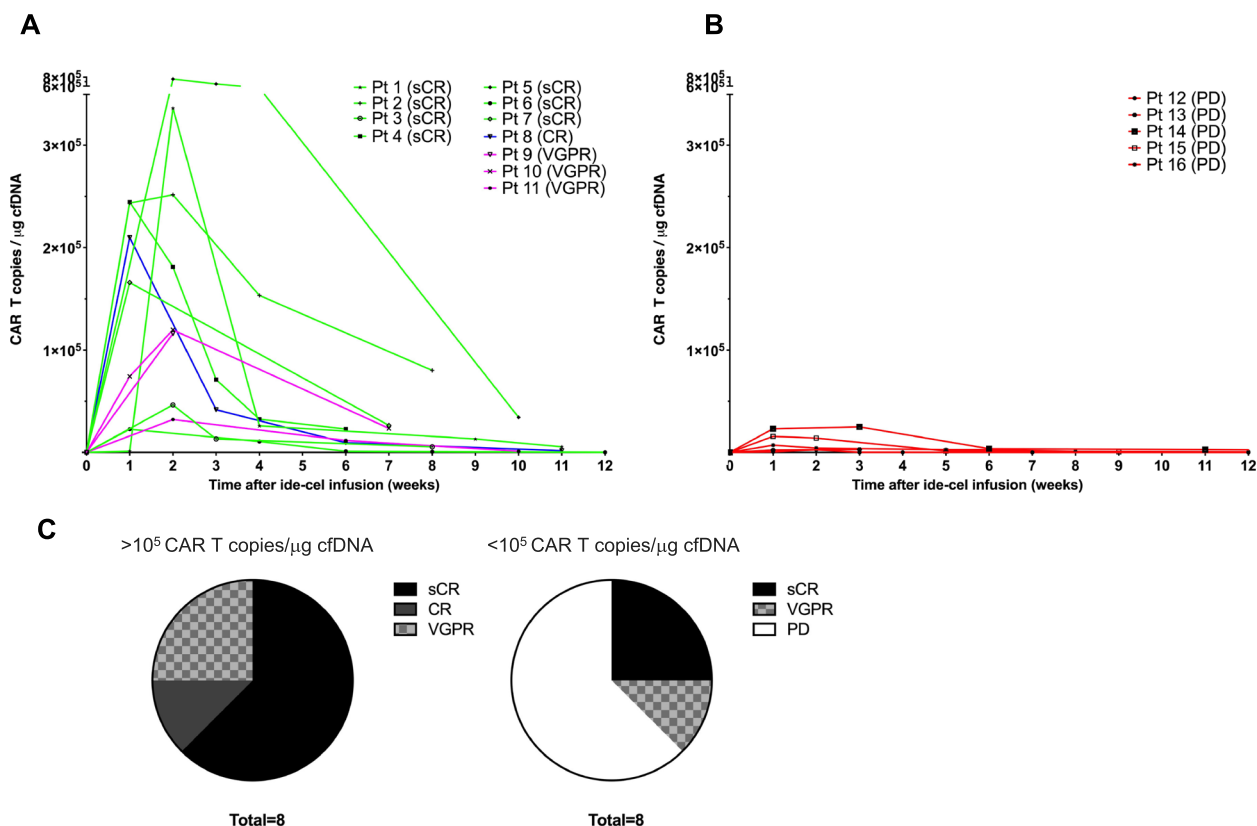 A
B
8×10⁵
6×10⁵
3×10⁵
2×10⁵
1×10⁵
CAR T copies / μg cfDNA
Pt 1 (sCR)
Pt 2 (sCR)
Pt 3 (sCR)
Pt 4 (sCR)
Pt 5 (sCR)
Pt 6 (sCR)
Pt 7 (sCR)
Pt 8 (CR)
Pt 9 (VGPR)
Pt 10 (VGPR)
Pt 11 (VGPR)
0 1 2 3 4 5 6 7 8 9 10 11 12
Time after ide-cel infusion (weeks)
8×10⁵
6×10⁵
3×10⁵
2×10⁵
1×10⁵
CAR T copies / μg cfDNA
Pt 12 (PD)
Pt 13 (PD)
Pt 14 (PD)
Pt 15 (PD)
Pt 16 (PD)
0 1 2 3 4 5 6 7 8 9 10 11 12
Time after ide-cel infusion (weeks)
C
>10⁵ CAR T copies/μg cfDNA
sCR
CR
VGPR
Total=8
<10⁵ CAR T copies/μg cfDNA
sCR
VGPR
PD
Total=8